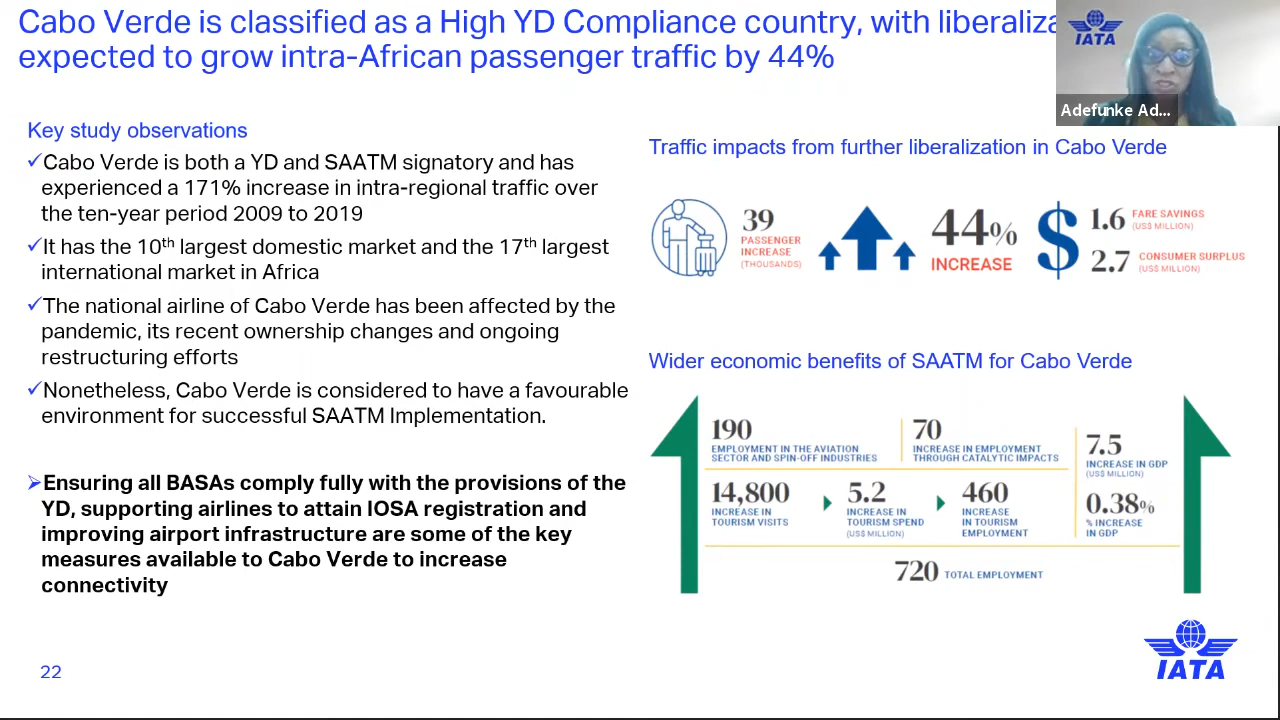 Cabo Verde is classified as a High YD Compliance country, with liberaliza
expected to grow intra-African passenger traffic by 44%
IATA
Adefunke Ad...
Key study observations
✓Cabo Verde is both a YD and SAATM signatory and has
experienced a 171% increase in intra-regional traffic over
the ten-year period 2009 to 2019
✓It has the 10th largest domestic market and the 17th largest
international market in Africa
✓The national airline of Cabo Verde has been affected by the
pandemic, its recent ownership changes and ongoing
restructuring efforts
✓Nonetheless, Cabo Verde is considered to have a favourable
environment for successful SAATM Implementation.
➢Ensuring all BASAs comply fully with the provisions of the
YD, supporting airlines to attain IOSA registration and
improving airport infrastructure are some of the key
measures available to Cabo Verde to increase
connectivity
Traffic impacts from further liberalization in Cabo Verde
39
PASSENGER
INCREASE
(THOUSANDS)
44%
INCREASE
$
1.6 FARE SAVINGS
(US$ MILLION)
2.7 CONSUMER SURPLUS
(US$ MILLION)
Wider economic benefits of SAATM for Cabo Verde
190
EMPLOYMENT IN THE AVIATION
SECTOR AND SPIN-OFF INDUSTRIES
70
INCREASE IN EMPLOYMENT
THROUGH CATALYTIC IMPACTS
14,800
INCREASE IN
TOURISM VISITS
5.2
INCREASE IN
TOURISM SPEND
(US$ MILLION)
460
INCREASE
IN TOURISM
EMPLOYMENT
7.5
INCREASE IN GDP
(US$ MILLION)
0.38%
% INCREASE
IN GDP
720 TOTAL EMPLOYMENT
22
IATA